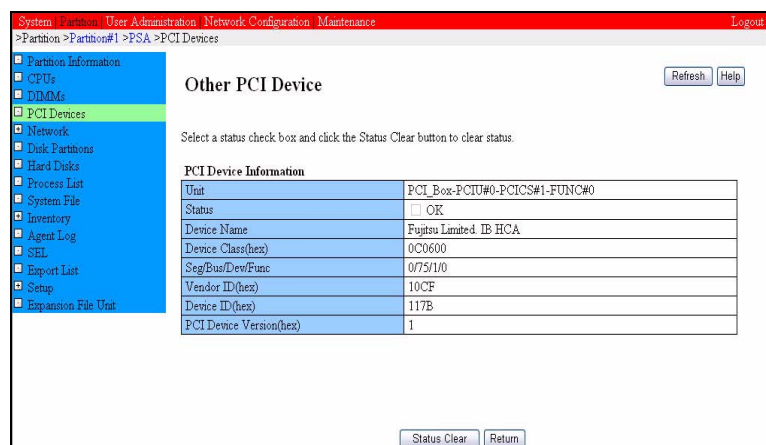 System | Partition | User Administration | Network Configuration | Maintenance Logout
>Partition >Partition#1 >PSA >PCI Devices
Partition Information
CPUs
DIMMs
PCI Devices
Network
Disk Partitions
Hard Disks
Process List
System File
Inventory
Agent Log
SEL
Export List
Setup
Expansion File Unit
Other PCI Device
Refresh Help
Select a status check box and click the Status Clear button to clear status.
PCI Device Information
Unit PCI_Box-PCIU#0-PCICS#1-FUNC#0
Status OK
Device Name Fujitsu Limited. IB HCA
Device Class(hex) 0C0600
Seg/Bus/Dev/Func 0/75/1/0
Vendor ID(hex) 10CF
Device ID(hex) 117B
PCI Device Version(hex) 1
Status Clear Return